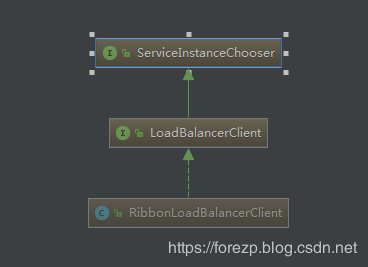 I ServiceInstanceChooser
I LoadBalancerClient
C RibbonLoadBalancerClient
https://forezp.blog.csdn.net